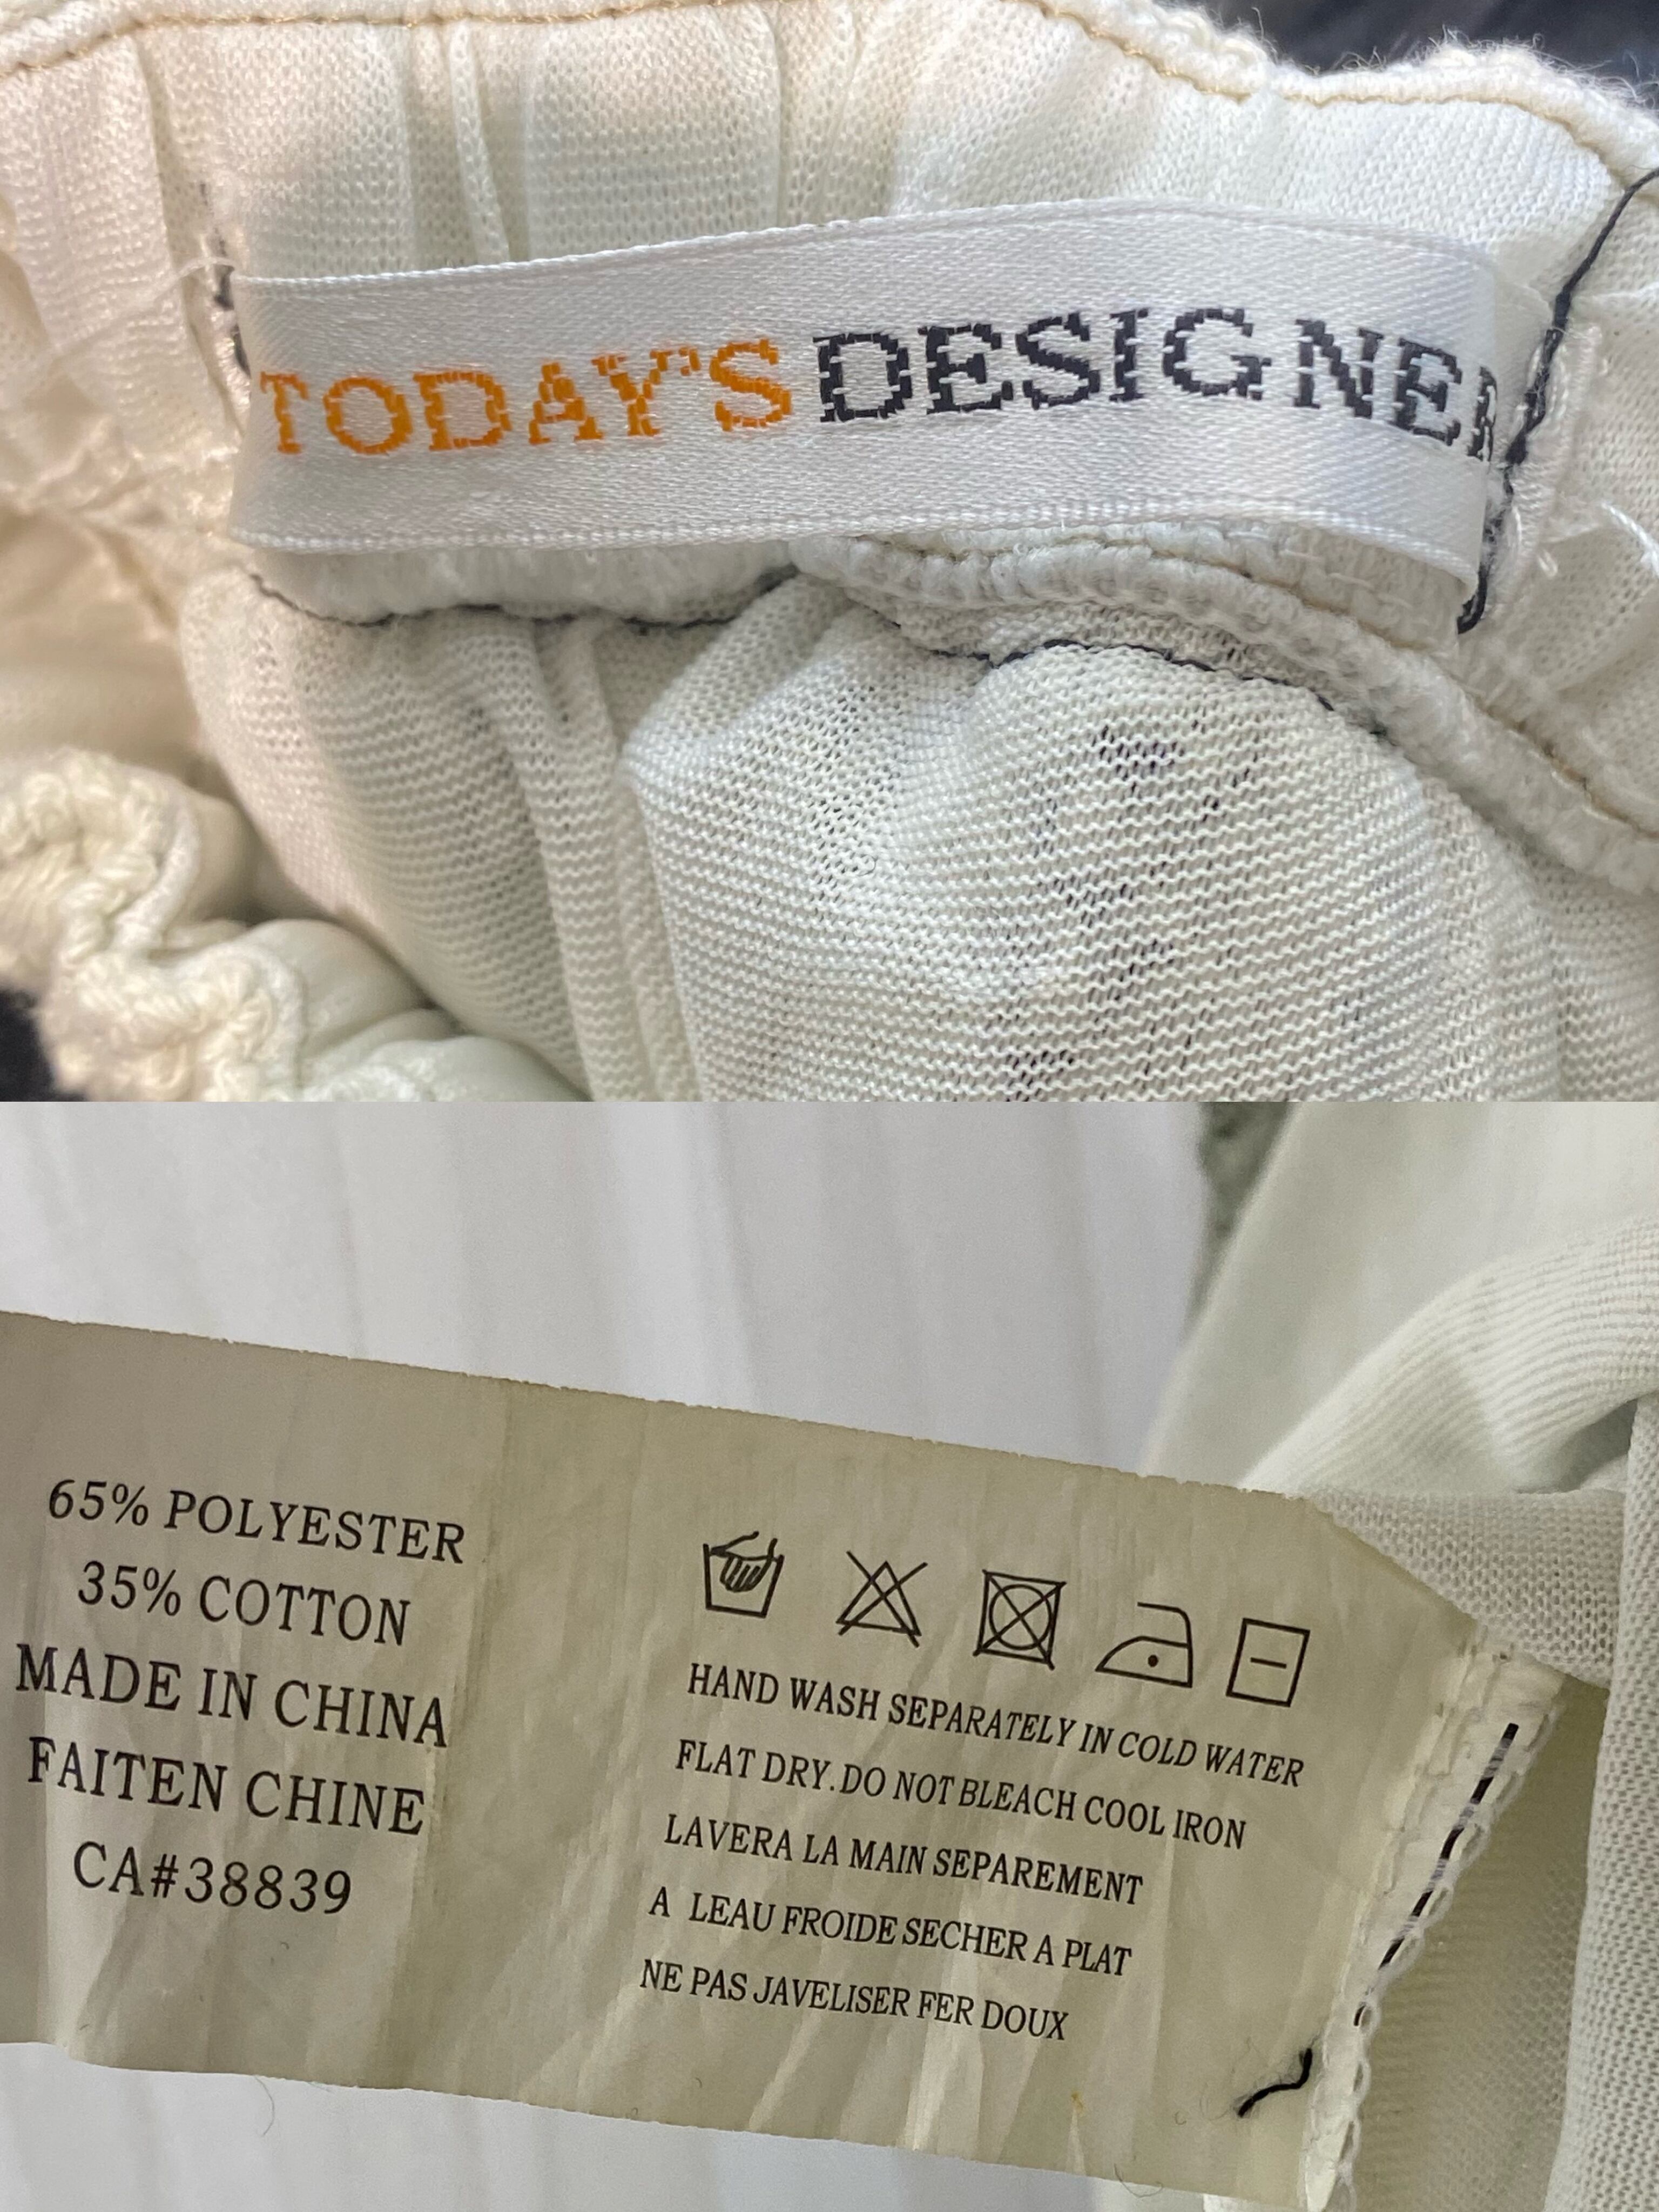 TODAY'S DESIGNER
65% POLYESTER
35% COTTON
MADE IN CHINA
FAITEN CHINE
CA#38839
HAND WASH SEPARATELY IN COLD WATER
FLAT DRY.DO NOT BLEACH COOL IRON
LAVERA LA MAIN SEPAREMENT
A LEAU FROIDE SECHER A PLAT
NE PAS JAVELISER FER DOUX